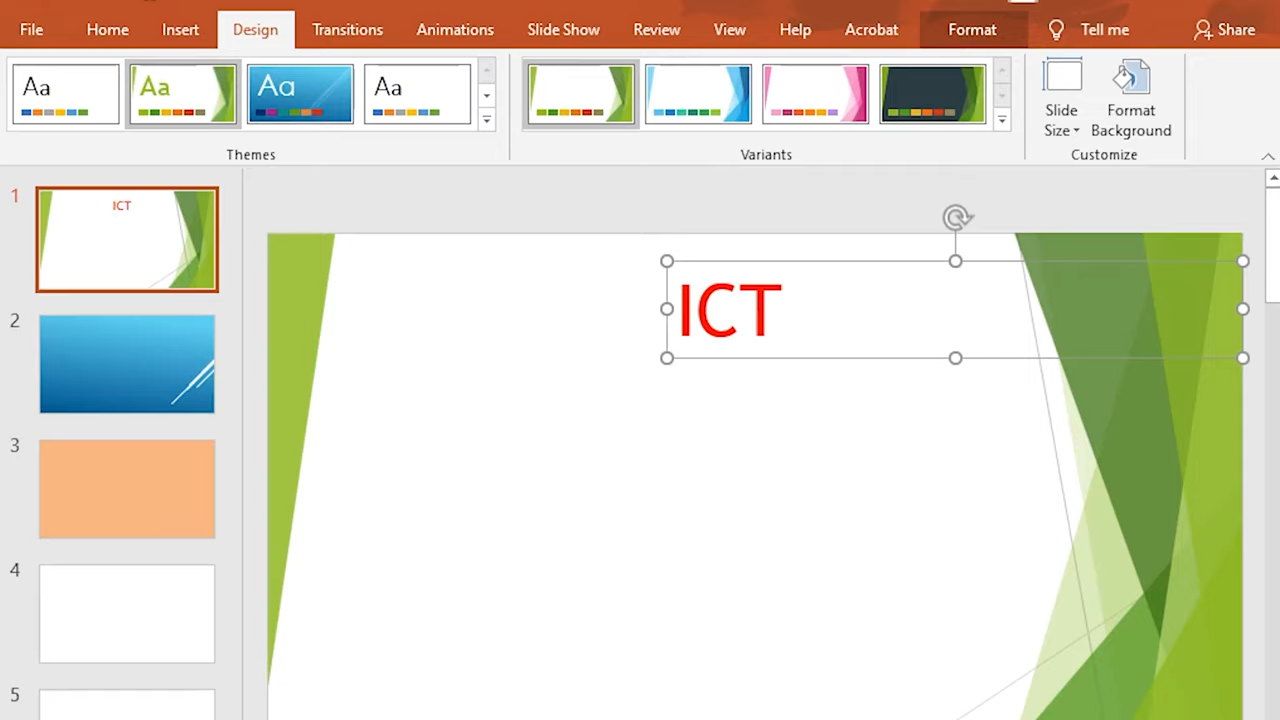 File Home Insert Design Transitions Animations Slide Show Review View Help Acrobat Format Tell me Share
Aa Aa Aa Aa
Slide Size Format Background
Themes Variants Customize
1
ICT
2
3
4
5
ICT